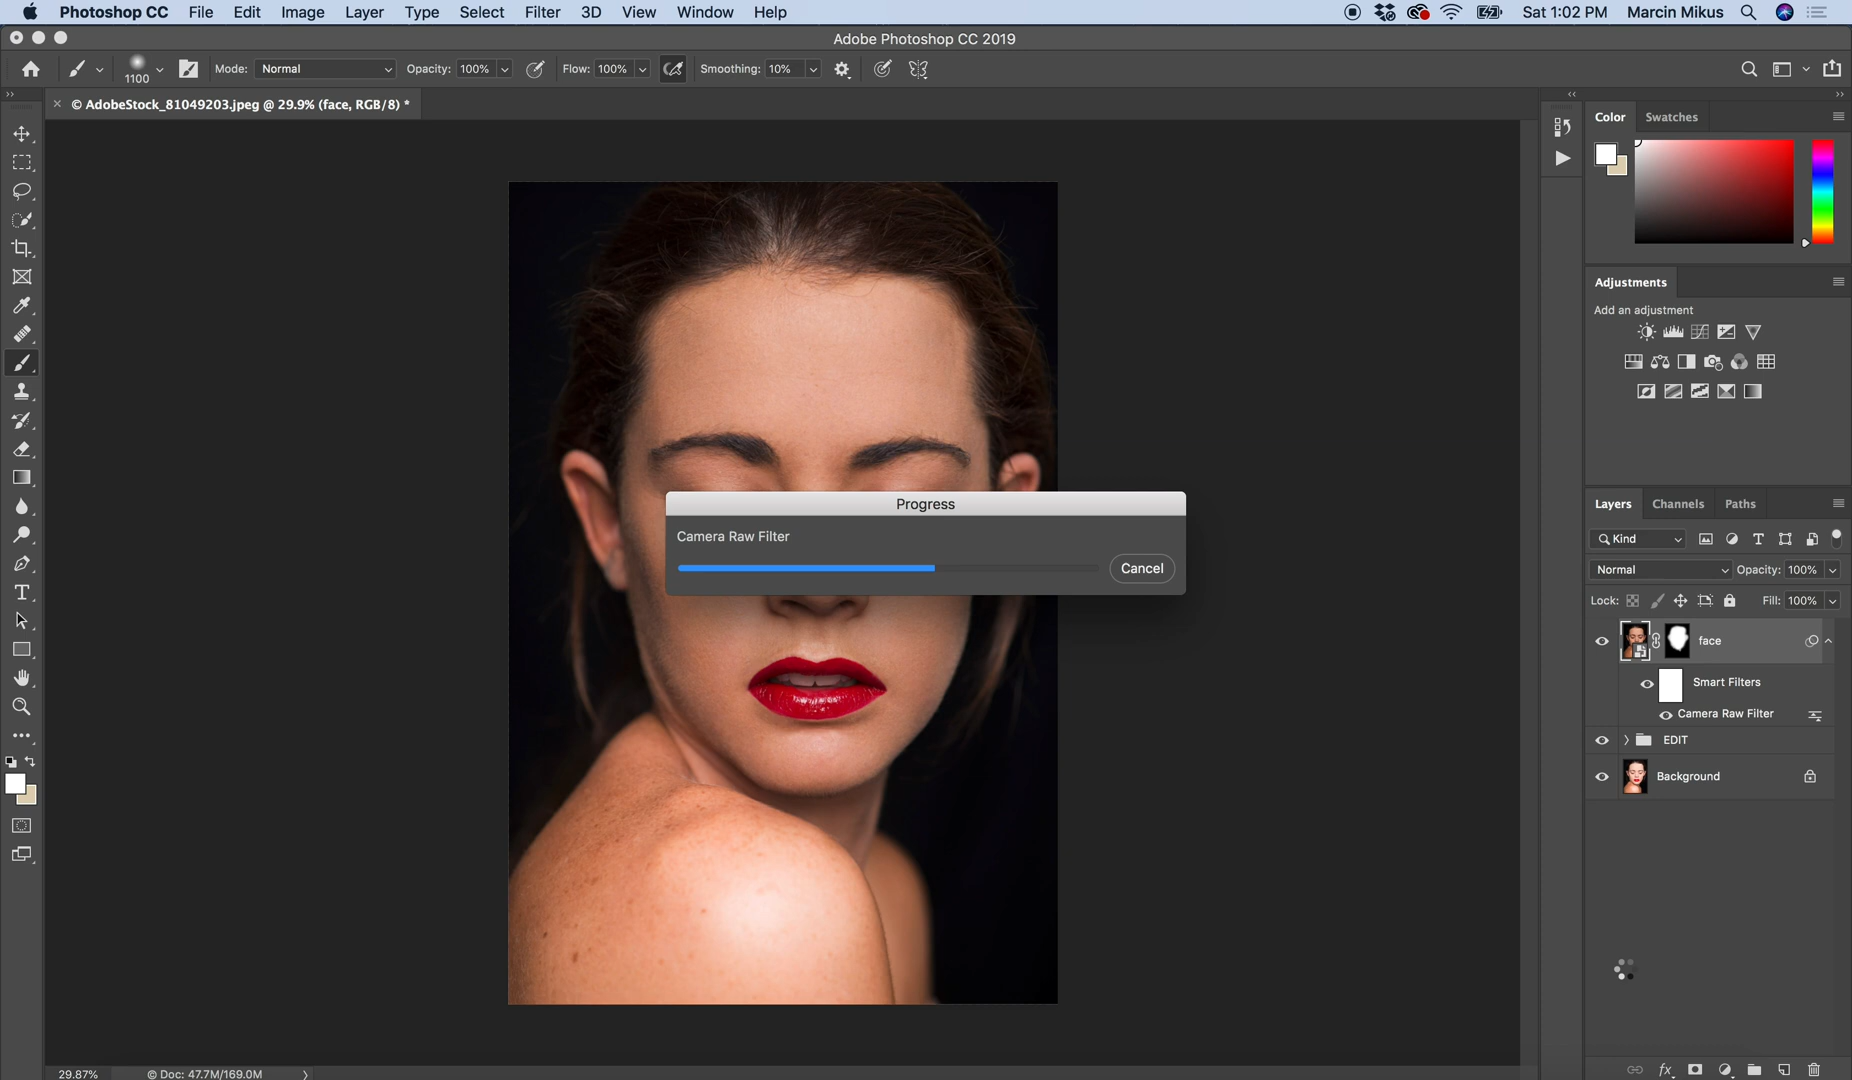 Photoshop CC File Edit Image Layer Type Select Filter 3D View Window Help Sat 1:02 PM Marcin Mikus
Adobe Photoshop CC 2019
1100 Mode: Normal Opacity: 100% Flow: 100% Smoothing: 10%
© AdobeStock_81049203.jpeg @ 29.9% (face, RGB/8) *
Color Swatches
Adjustments
Add an adjustment
Progress
Camera Raw Filter
Cancel
Layers Channels Paths
Kind
Normal Opacity: 100%
Lock: Fill: 100%
face
Smart Filters
Camera Raw Filter
EDIT
Background
fx
29.87% © Doc: 47.7M/169.0M